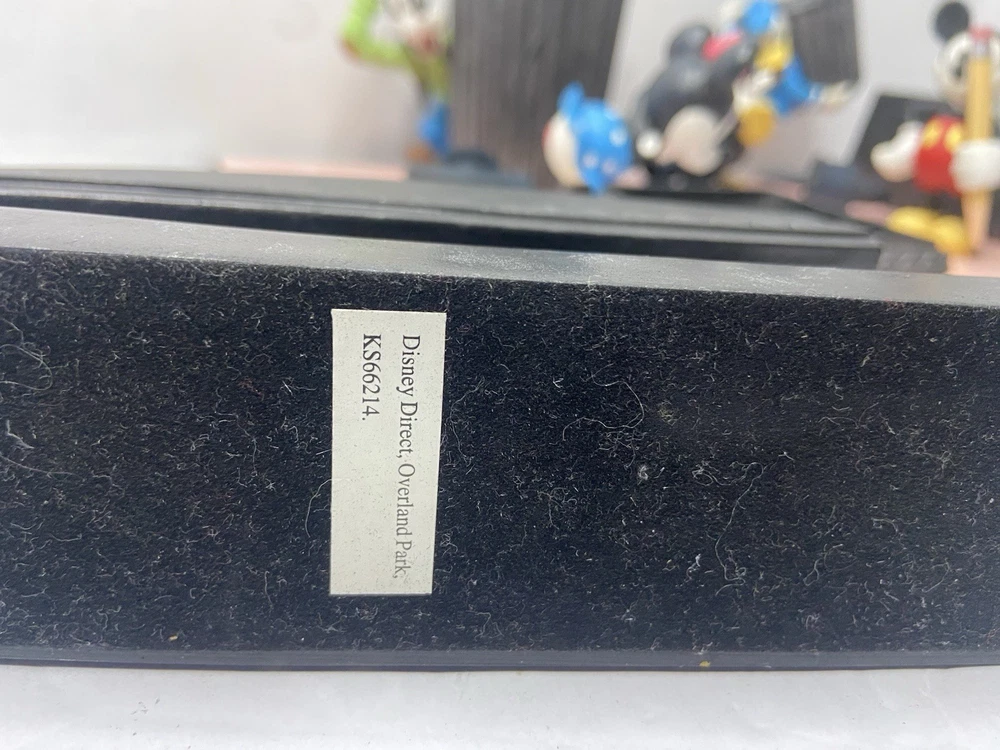 Disney Direct, Overland Park,
KS66214.